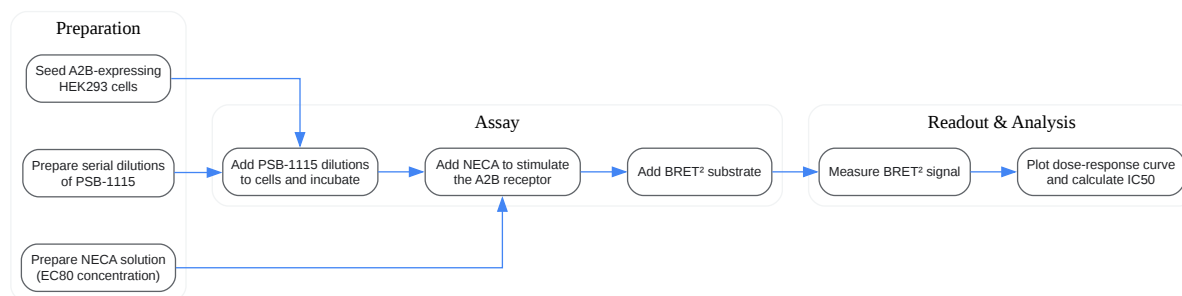 Preparation
Seed A2B-expressing
HEK293 cells
Prepare serial dilutions
of PSB-1115
Prepare NECA solution
(EC80 concentration)
Assay
Add PSB-1115 dilutions
to cells and incubate
Add NECA to stimulate
the A2B receptor
Add BRET² substrate
Readout & Analysis
Measure BRET² signal
Plot dose-response curve
and calculate IC50